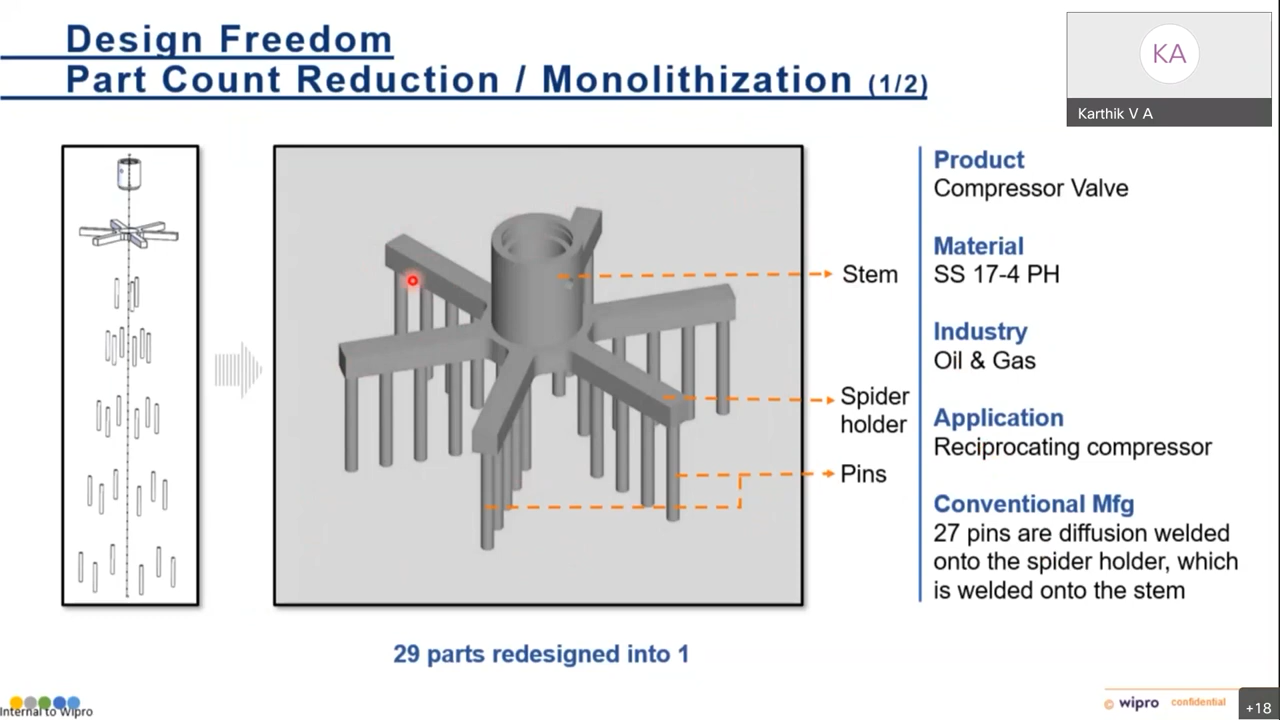 Design Freedom
Part Count Reduction / Monolithization (1/2)
KA
Karthik V A
Stem
Spider
holder
Pins
Product
Compressor Valve
Material
SS 17-4 PH
Industry
Oil & Gas
Application
Reciprocating compressor
Conventional Mfg
27 pins are diffusion welded
onto the spider holder, which
is welded onto the stem
29 parts redesigned into 1
Internal to Wipro
© wipro confidential
+18